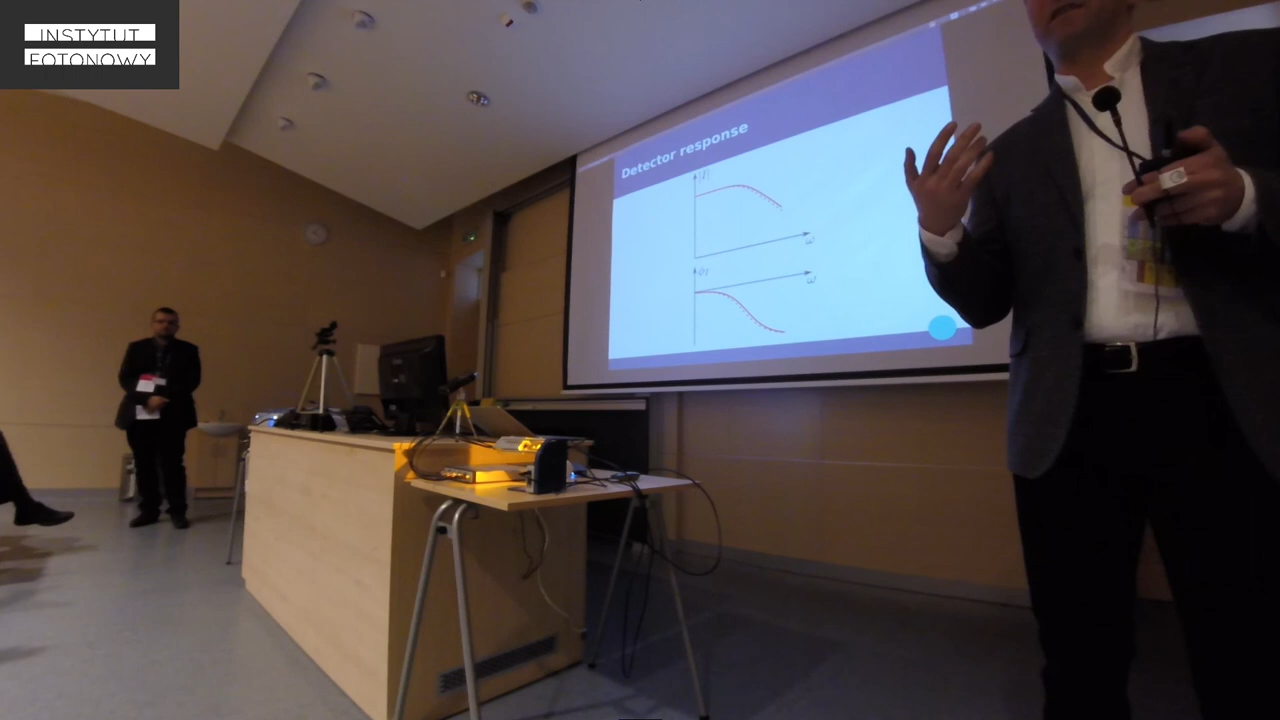 INSTYTUT
FOTONOWY
Detector response
ω
ω